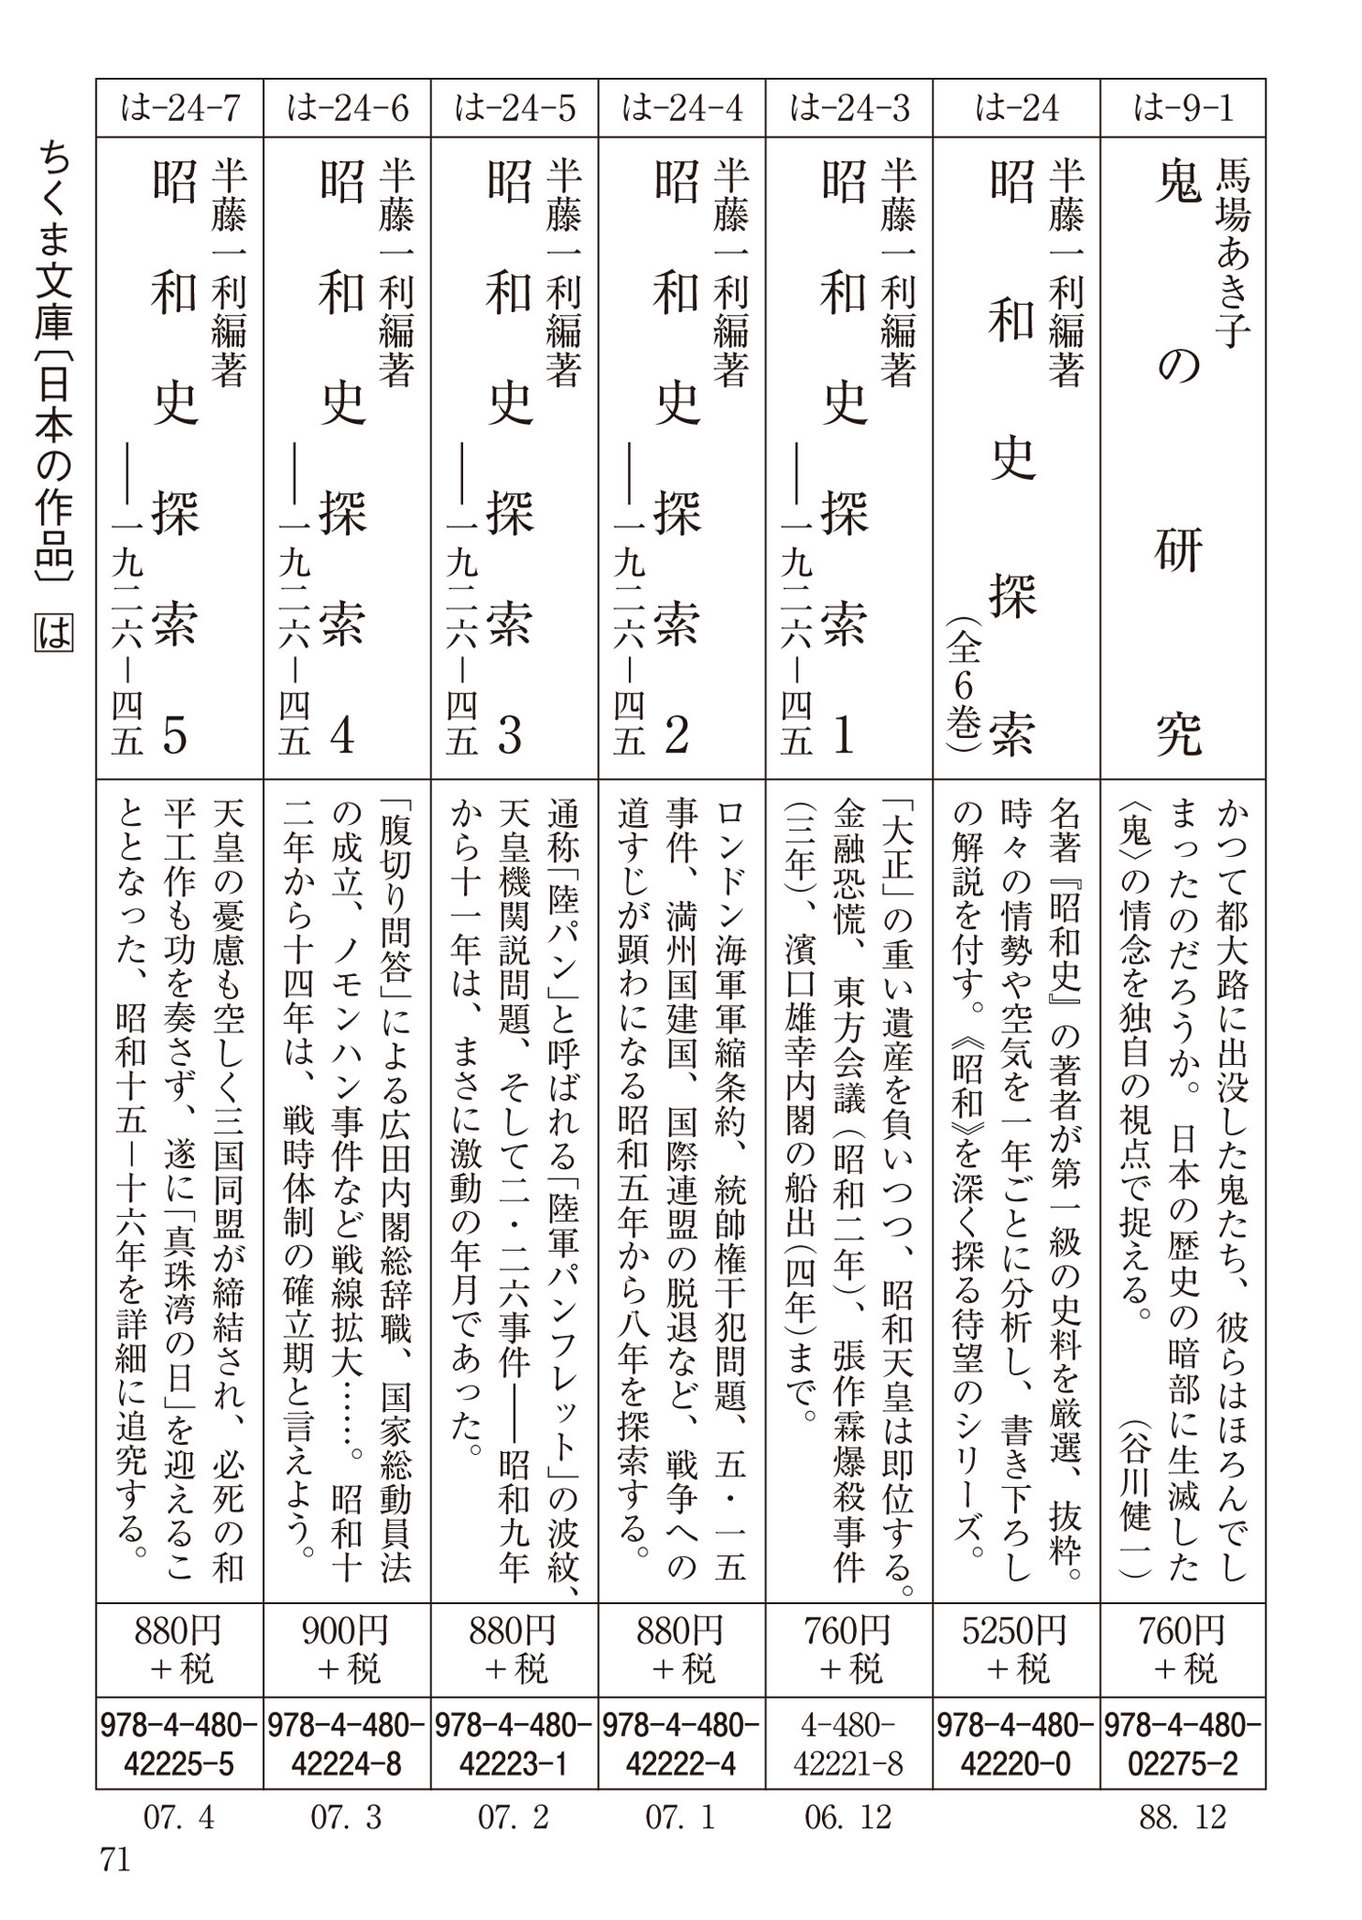 は-9-1
馬場あき子
鬼の研究
かつて都大路に出没した鬼たち、彼らはほろんでし
まったのだろうか。日本の歴史の暗部に生滅した
〈鬼〉の情念を独自の視点で捉える。（谷川健一）
760円
＋税
978-4-480-
02275-2
88. 12
は-24
半藤一利編著
昭和史探索
（全6巻）
名著『昭和史』の著者が第一級の史料を厳選、抜粋。
時々の情勢や空気を一年ごとに分析し、書き下ろし
の解説を付す。《昭和》を深く探る待望のシリーズ。
5250円
＋税
978-4-480-
42220-0
は-24-3
半藤一利編著
昭和史探索 1
——一九二六－四五
「大正」の重い遺産を負いつつ、昭和天皇は即位する。
金融恐慌、東方会議（昭和二年）、張作霖爆殺事件
（三年）、濱口雄幸内閣の船出（四年）まで。
760円
＋税
4-480-
42221-8
06. 12
は-24-4
半藤一利編著
昭和史探索 2
——一九二六－四五
ロンドン海軍軍縮条約、統帥権干犯問題、五・一五
事件、満州国建国、国際連盟の脱退など、戦争への
道すじが顕わになる昭和五年から八年を探索する。
880円
＋税
978-4-480-
42222-4
07. 1
は-24-5
半藤一利編著
昭和史探索 3
——一九二六－四五
通称「陸パン」と呼ばれる「陸軍パンフレット」の波紋、
天皇機関説問題、そして二・二六事件——昭和九年
から十一年は、まさに激動の年月であった。
880円
＋税
978-4-480-
42223-1
07. 2
は-24-6
半藤一利編著
昭和史探索 4
——一九二六－四五
「腹切り問答」による広田内閣総辞職、国家総動員法
の成立、ノモンハン事件など戦線拡大……。昭和十
二年から十四年は、戦時体制の確立期と言えよう。
900円
＋税
978-4-480-
42224-8
07. 3
は-24-7
半藤一利編著
昭和史探索 5
——一九二六－四五
天皇の憂慮も空しく三国同盟が締結され、必死の和
平工作も功を奏さず、遂に「真珠湾の日」を迎えるこ
ととなった、昭和十五－十六年を詳細に追究する。
880円
＋税
978-4-480-
42225-5
07. 4
ちくま文庫〔日本の作品〕は
71